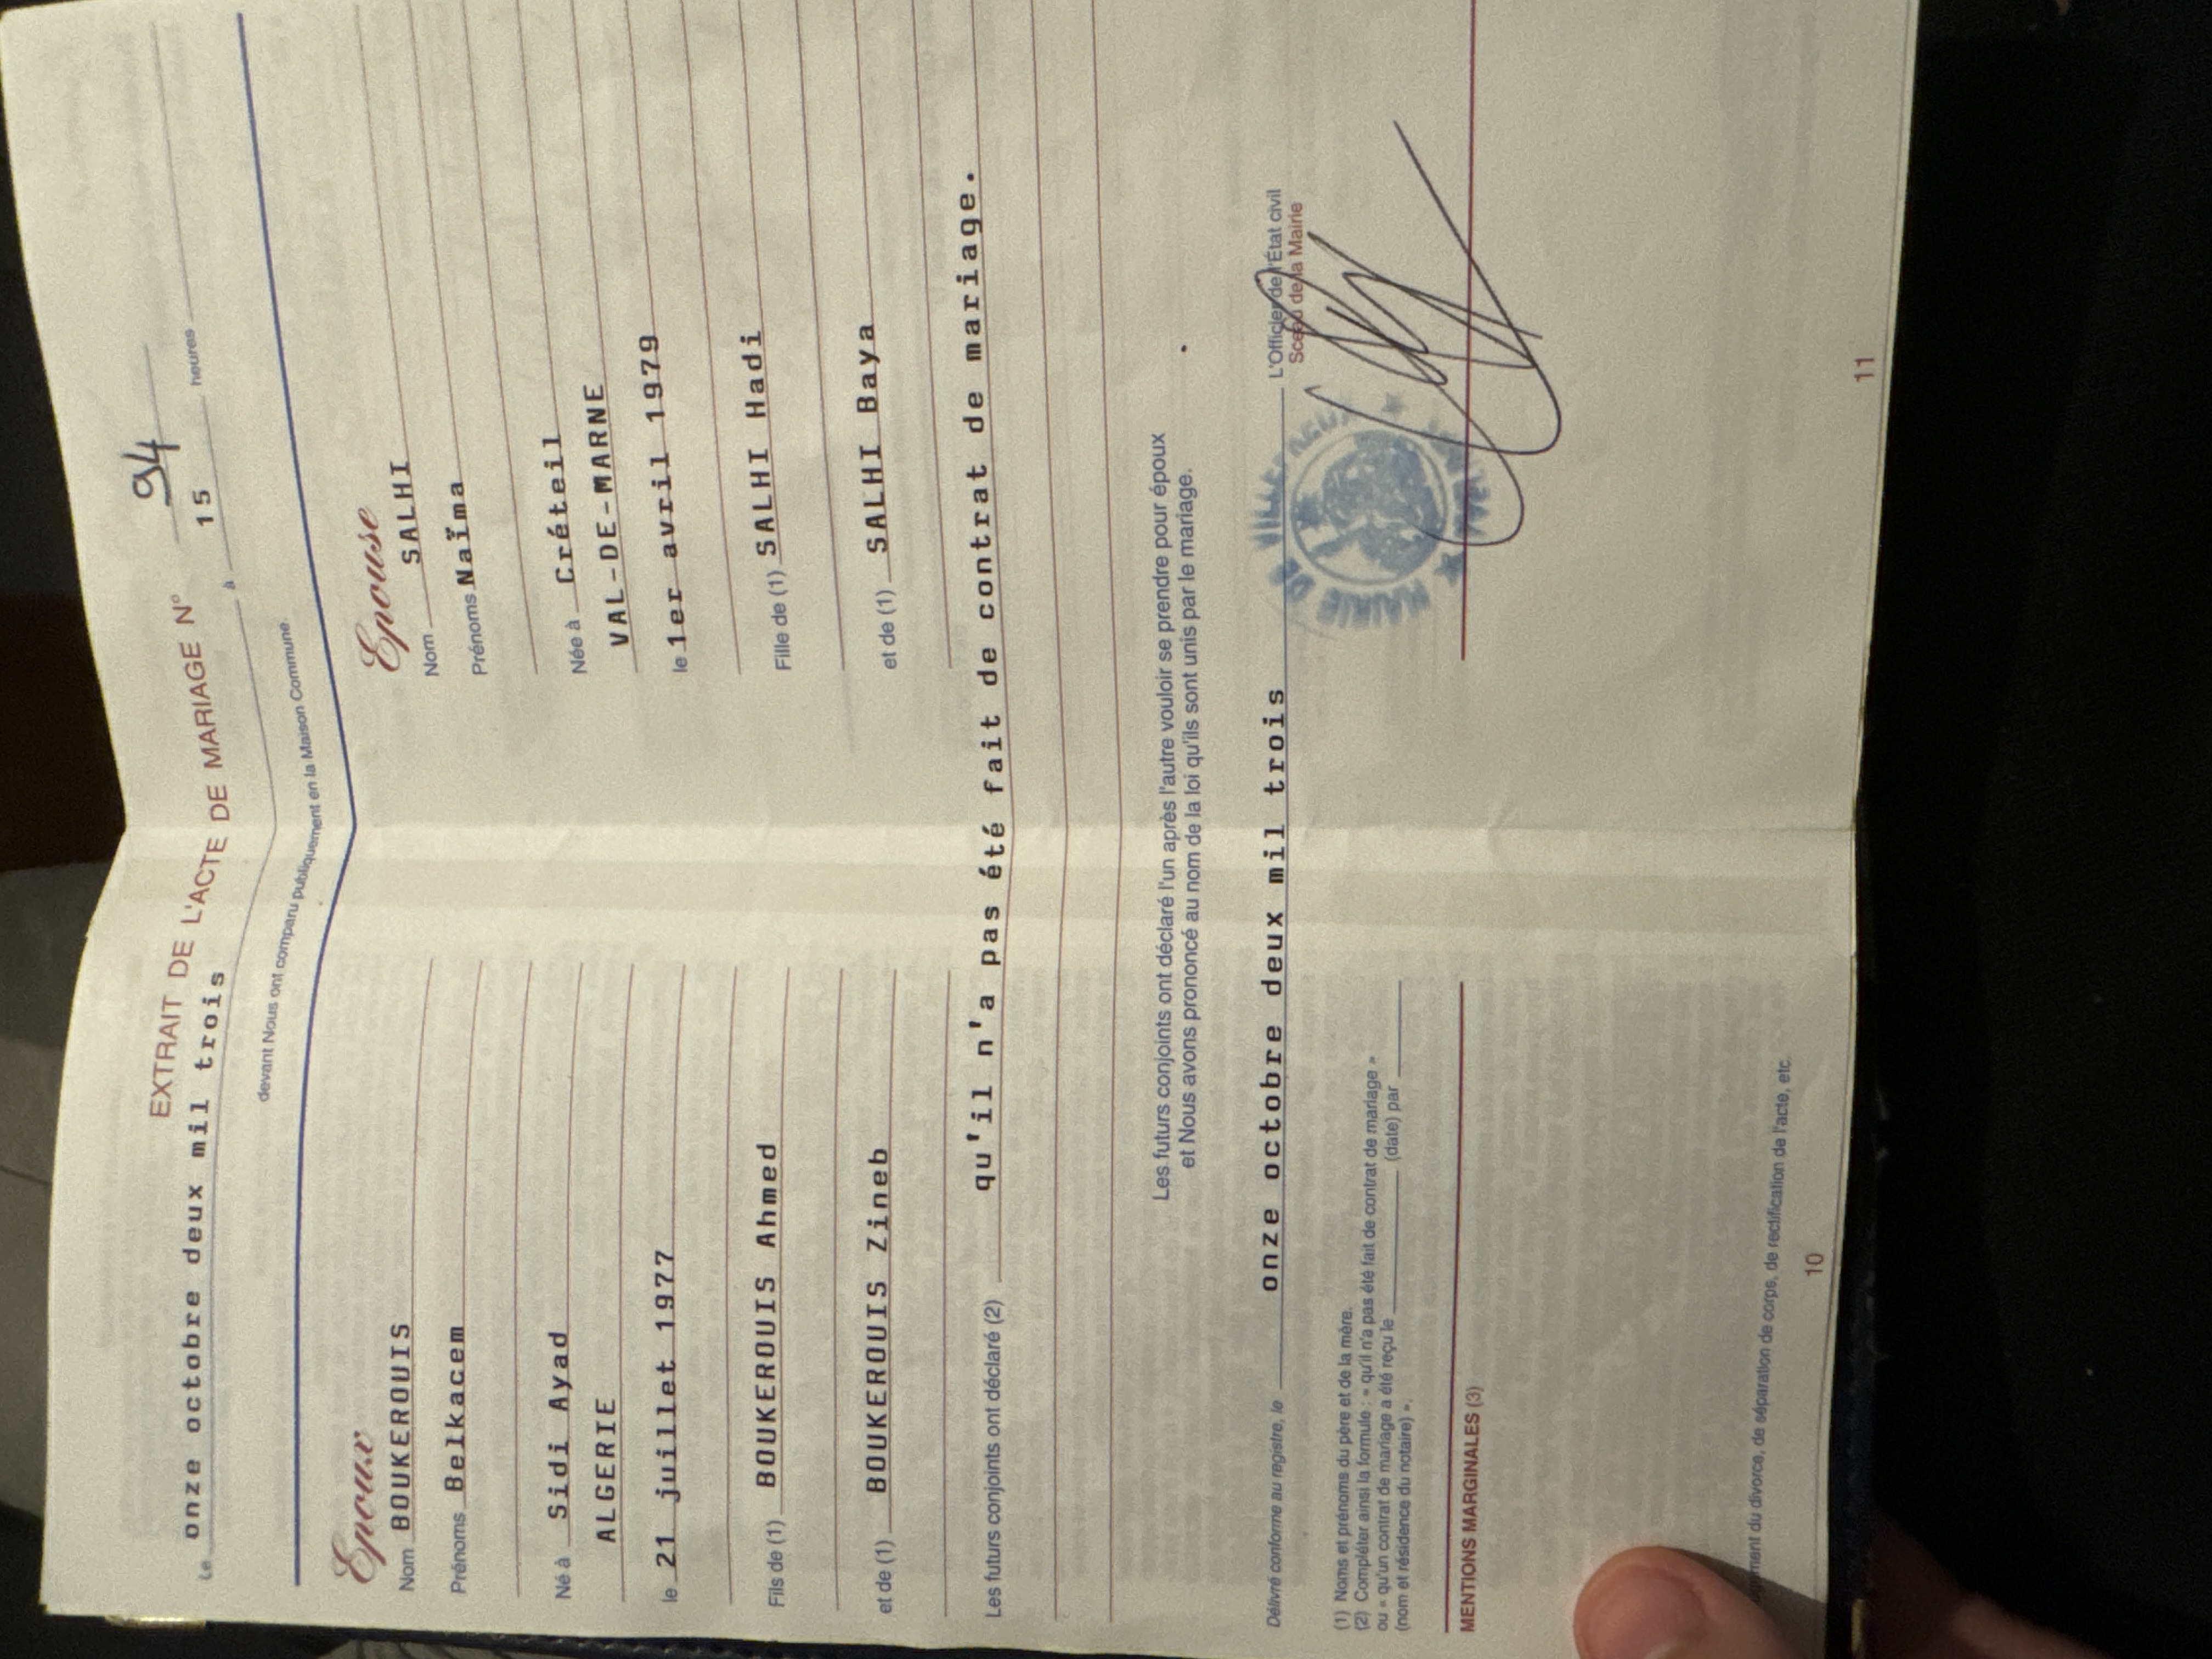 EXTRAIT DE L'ACTE DE MARIAGE N° 94
Le onze octobre deux mil trois à 15 heures
devant Nous ont comparu publiquement en la Maison Commune
Epoux
Nom BOUKEROUIS
Prénoms Belkacem
Né à Sidi Ayad
ALGERIE
le 21 juillet 1977
Fils de (1) BOUKEROUIS Ahmed
et de (1) BOUKEROUIS Zineb
Epouse
Nom SALHI
Prénoms Naïma
Née à Créteil
VAL-DE-MARNE
le 1er avril 1979
Fille de (1) SALHI Hadi
et de (1) SALHI Baya
Les futurs conjoints ont déclaré (2) qu'il n'a pas été fait de contrat de mariage.
Les futurs conjoints ont déclaré l'un après l'autre vouloir se prendre pour époux
et Nous avons prononcé au nom de la loi qu'ils sont unis par le mariage.
Délivré conforme au registre, le onze octobre deux mil trois
L'Officier de l'État civil
Sceau de la Mairie
MAIRIE DE
(1) Noms et prénoms du père et de la mère.
(2) Compléter ainsi la formule : « qu'il n'a pas été fait de contrat de mariage »
ou « qu'un contrat de mariage a été reçu le (date) par
(nom et résidence du notaire) ».
MENTIONS MARGINALES (3)
du divorce, de séparation de corps, de rectification de l'acte, etc.
10
11